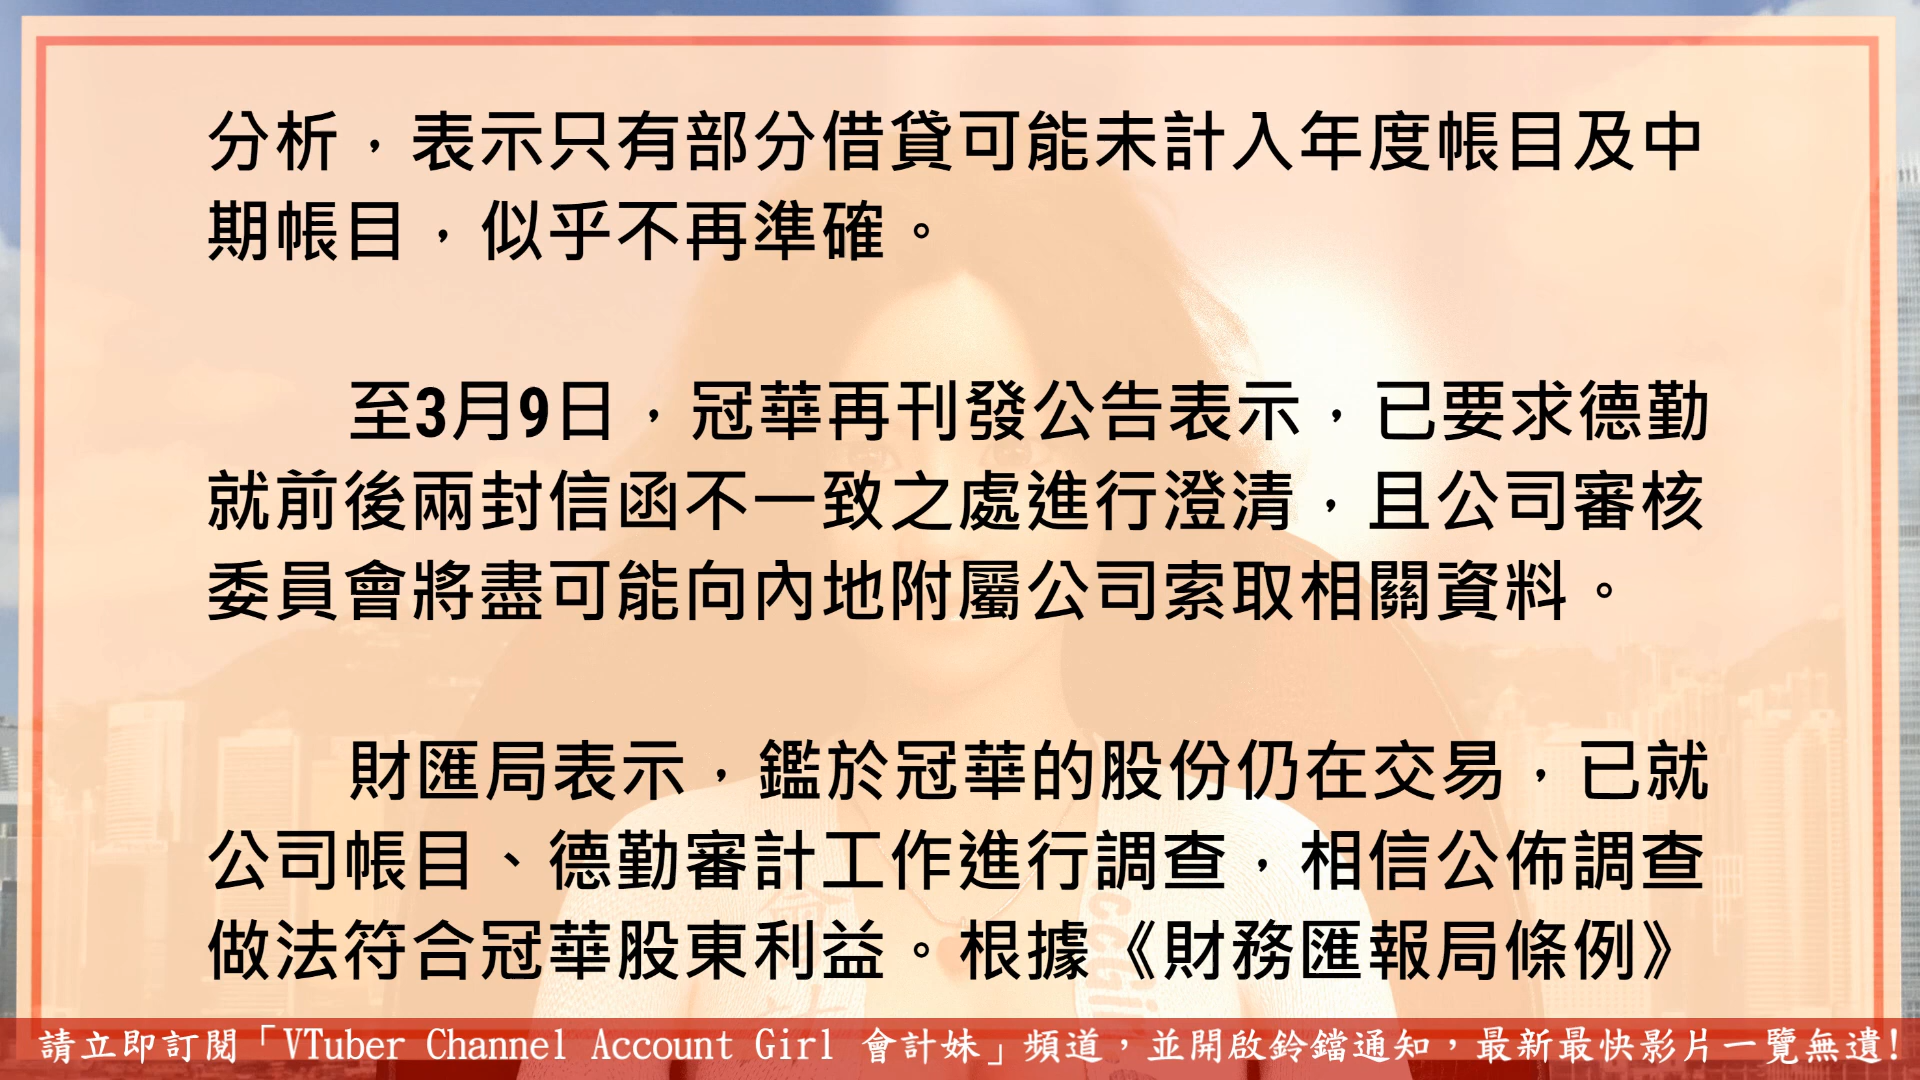 分析，表示只有部分借貸可能未計入年度帳目及中
期帳目，似乎不再準確。
至3月9日，冠華再刊發公告表示，已要求德勤
就前後兩封信函不一致之處進行澄清，且公司審核
委員會將盡可能向內地附屬公司索取相關資料。
財匯局表示，鑑於冠華的股份仍在交易，已就
公司帳目、德勤審計工作進行調查，相信公佈調查
做法符合冠華股東利益。根據《財務匯報局條例》
請立即訂閱「VTuber Channel Account Girl 會計妹」頻道，並開啟鈴鐺通知，最新最快影片一覽無遺!